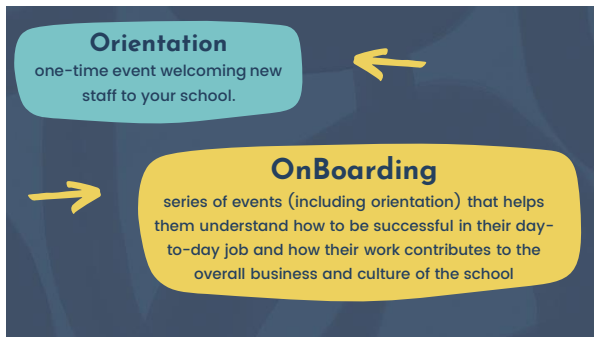 Orientation
one-time event welcoming new
staff to your school.
OnBoarding
series of events (including orientation) that helps
them understand how to be successful in their day-
to-day job and how their work contributes to the
overall business and culture of the school